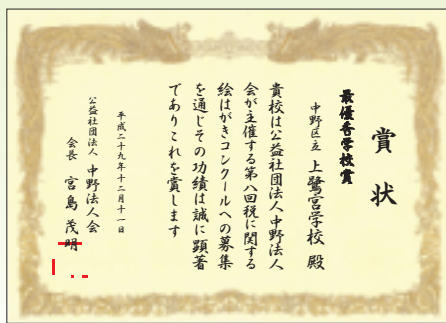 賞状
最優秀学校賞
中野区立 上鷺宮学校 殿
貴校は公益社団法人中野法人
会が主催する第八回税に関する
絵はがきコンクールへの募集
を通じその功績は誠に顕著
でありこれを賞します
平成二十九年十二月十一日
公益社団法人 中野法人会
会長 宮島茂明